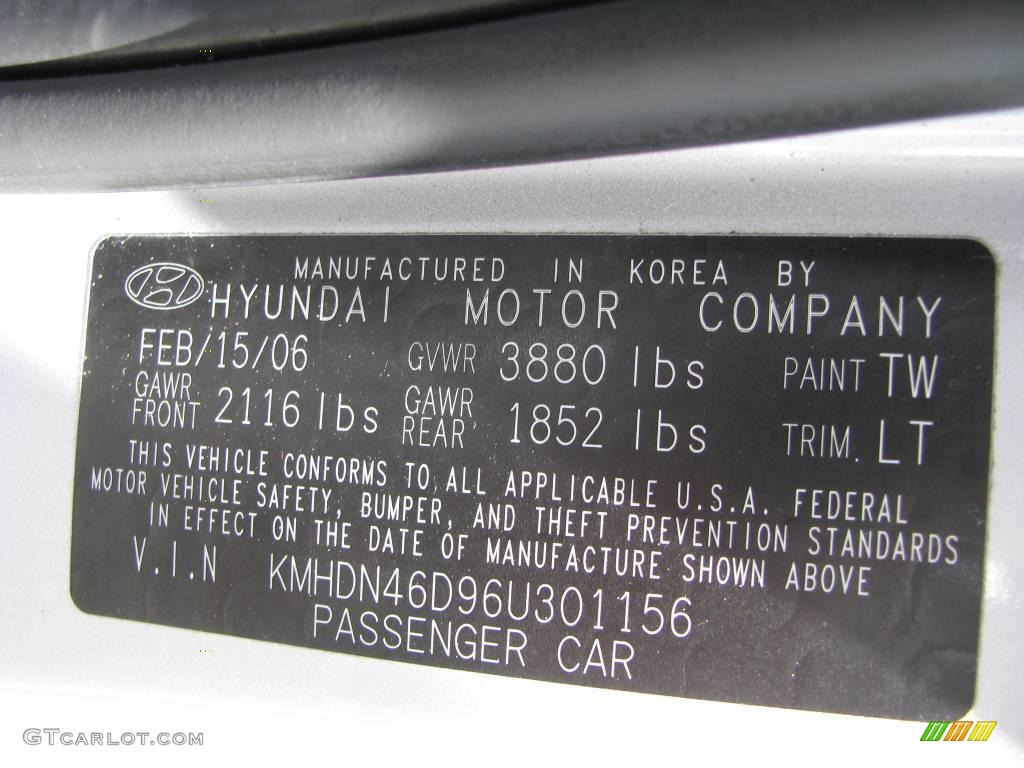 MANUFACTURED IN KOREA BY
HYUNDAI MOTOR COMPANY
FEB/15/06 GVWR 3880 lbs PAINT TW
GAWR FRONT 2116 lbs GAWR REAR 1852 lbs TRIM. LT
THIS VEHICLE CONFORMS TO ALL APPLICABLE U.S.A. FEDERAL
MOTOR VEHICLE SAFETY, BUMPER, AND THEFT PREVENTION STANDARDS
IN EFFECT ON THE DATE OF MANUFACTURE SHOWN ABOVE
V.I.N KMHDN46D96U301156
PASSENGER CAR
GTCARLOT.COM